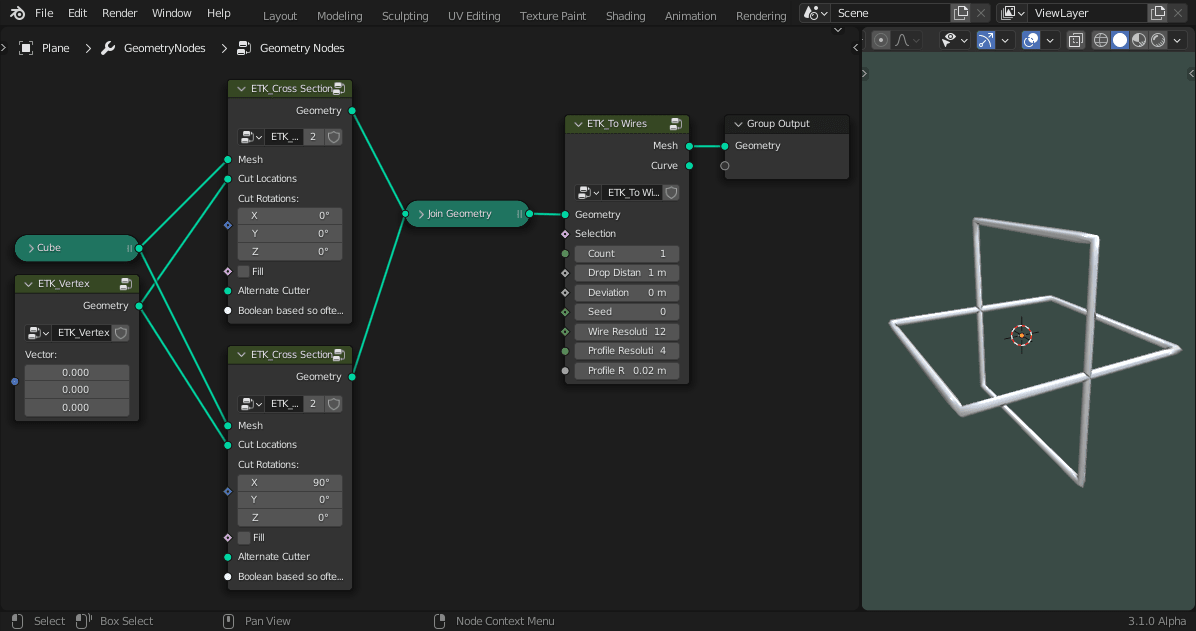 File Edit Render Window Help Layout Modeling Sculpting UV Editing Texture Paint Shading Animation Rendering Scene ViewLayer
Plane GeometryNodes Geometry Nodes
ETK_Cross Section
Geometry
ETK_... 2
Mesh
Cut Locations
Cut Rotations:
X 0°
Y 0°
Z 0°
Fill
Alternate Cutter
Boolean based so ofte...
Cube
ETK_Vertex
Geometry
ETK_Vertex
Vector:
0.000
0.000
0.000
ETK_Cross Section
Geometry
ETK_... 2
Mesh
Cut Locations
Cut Rotations:
X 90°
Y 0°
Z 0°
Fill
Alternate Cutter
Boolean based so ofte...
Join Geometry
ETK_To Wires
Mesh
Curve
ETK_To Wi...
Geometry
Selection
Count 1
Drop Distan 1 m
Deviation 0 m
Seed 0
Wire Resoluti 12
Profile Resoluti 4
Profile R 0.02 m
Group Output
Geometry
Select Box Select Pan View Node Context Menu 3.1.0 Alpha